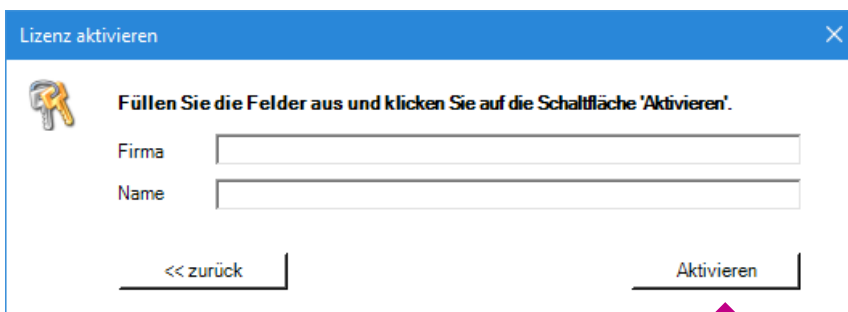 Lizenz aktivieren
Füllen Sie die Felder aus und klicken Sie auf die Schaltfläche 'Aktivieren'.
Firma
Name
<< zurück Aktivieren